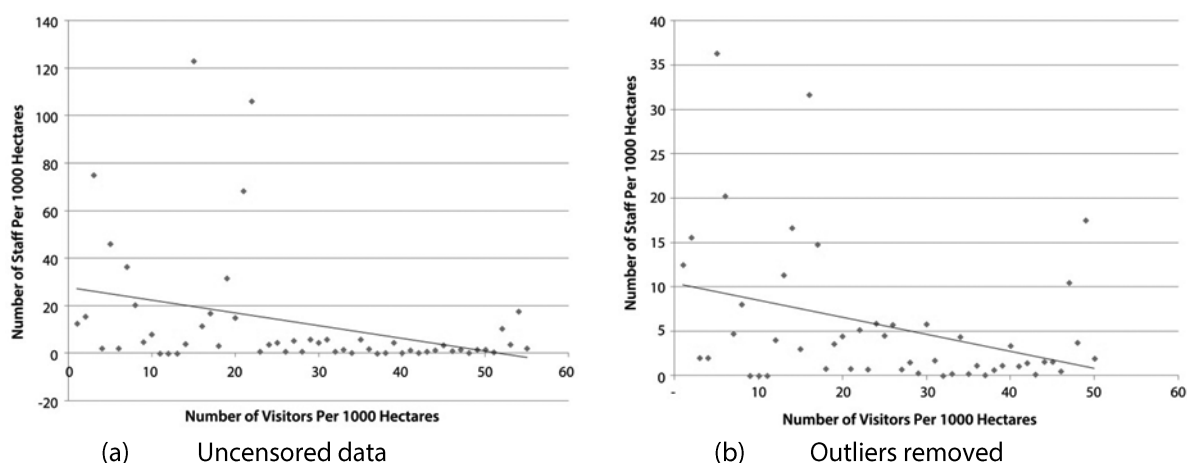 140
120
100
80
60
40
20
0
-20
Number of Staff Per 1000 Hectares
0 10 20 30 40 50 60
Number of Visitors Per 1000 Hectares
(a) Uncensored data
40
35
30
25
20
15
10
5
0
Number of Staff Per 1000 Hectares
- 10 20 30 40 50 60
Number of Visitors Per 1000 Hectares
(b) Outliers removed